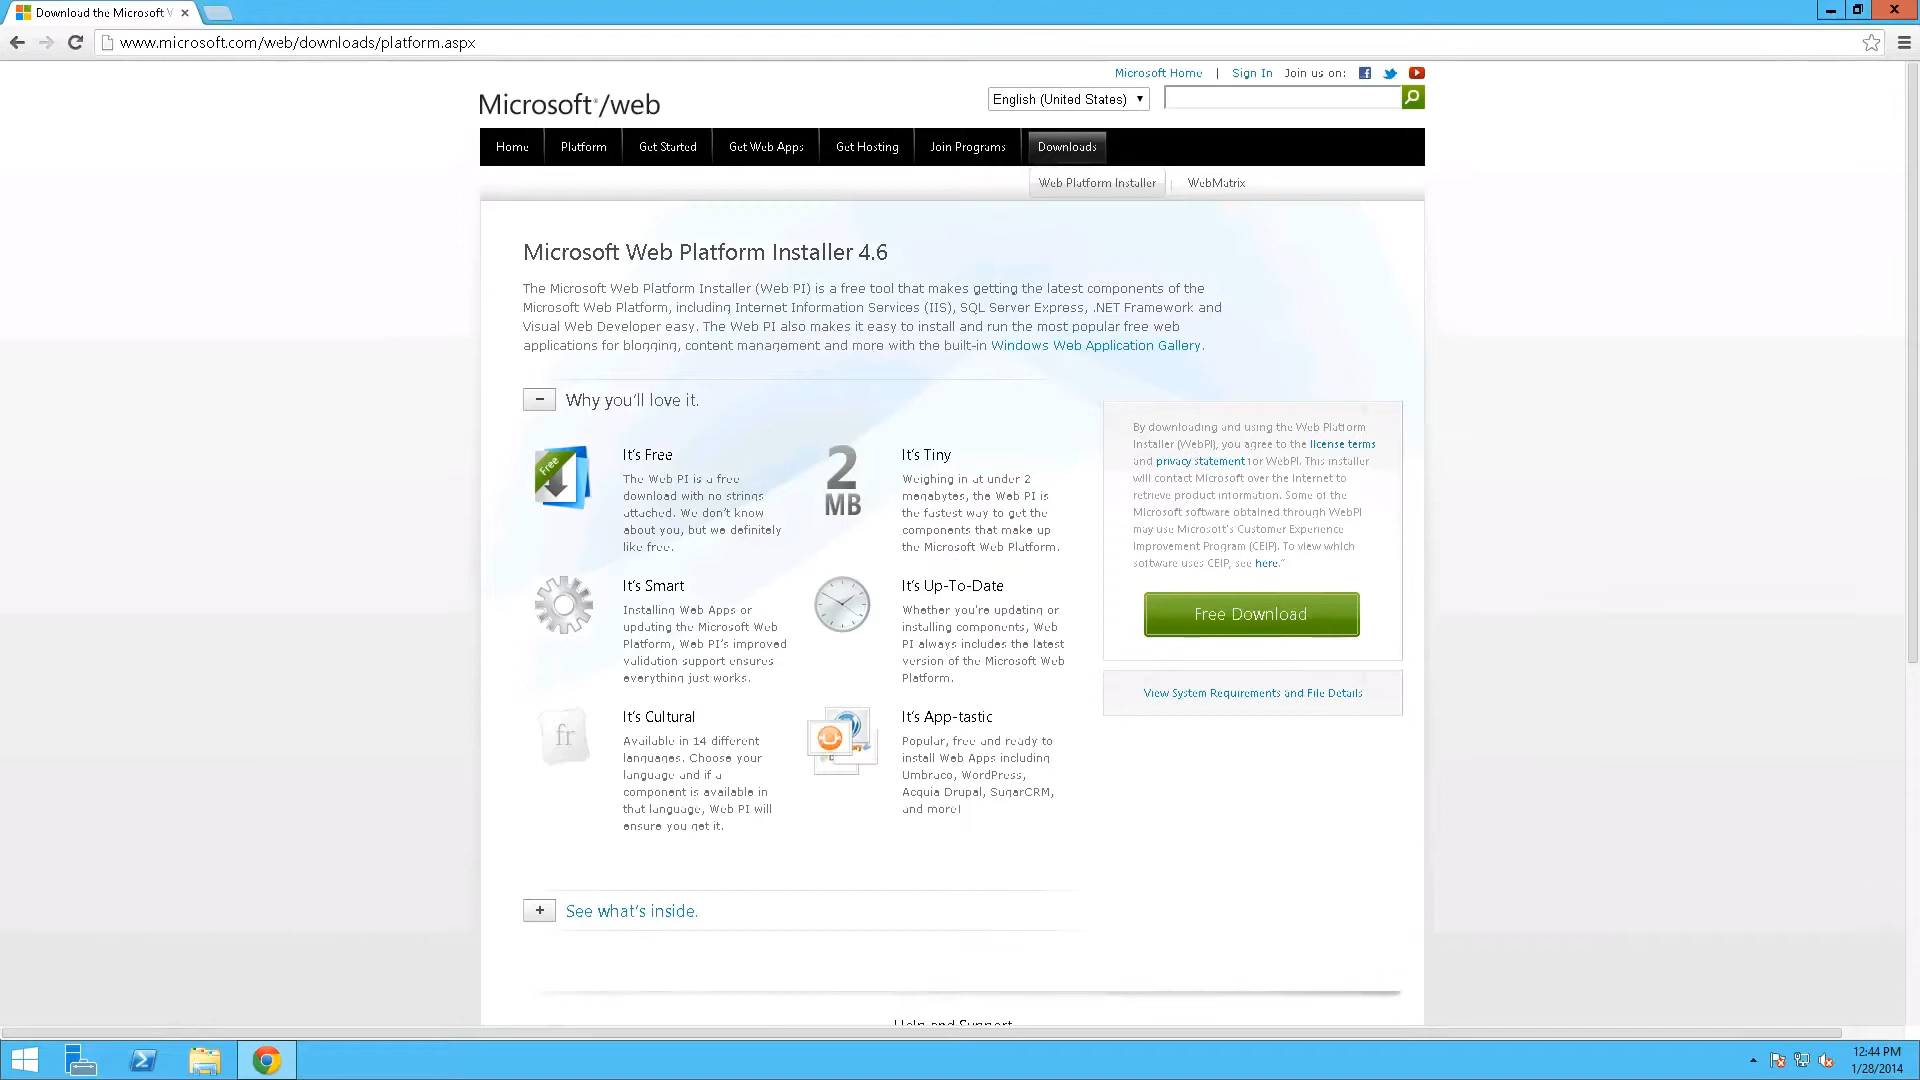 Download the Microsoft W
www.microsoft.com/web/downloads/platform.aspx
Microsoft Home | Sign In Join us on:
Microsoft /web
English (United States)
Home
Platform
Get Started
Get Web Apps
Get Hosting
Join Programs
Downloads
Web Platform Installer
WebMatrix
Microsoft Web Platform Installer 4.6
The Microsoft Web Platform Installer (Web PI) is a free tool that makes getting the latest components of the
Microsoft Web Platform, including Internet Information Services (IIS), SQL Server Express, .NET Framework and
Visual Web Developer easy. The Web PI also makes it easy to install and run the most popular free web
applications for blogging, content management and more with the built-in Windows Web Application Gallery.
Why you'll love it.
Free
It's Free
The Web PI is a free
download with no strings
attached. We don't know
about you, but we definitely
like free.
2
MB
It's Tiny
Weighing in at under 2
megabytes, the Web PI is
the fastest way to get the
components that make up
the Microsoft Web Platform.
It's Smart
Installing Web Apps or
updating the Microsoft Web
Platform, Web PI's improved
validation support ensures
everything just works.
It's Up-To-Date
Whether you're updating or
installing components, Web
PI always includes the latest
version of the Microsoft Web
Platform.
fr
It's Cultural
Available in 14 different
languages. Choose your
language and if a
component is available in
that language, Web PI will
ensure you get it.
It's App-tastic
Popular, free and ready to
install Web Apps including
Umbraco, WordPress,
Acquia Drupal, SugarCRM,
and more!
By downloading and using the Web Platform
Installer (WebPI), you agree to the license terms
and privacy statement for WebPI. This installer
will contact Microsoft over the Internet to
retrieve product information. Some of the
Microsoft software obtained through WebPI
may use Microsoft's Customer Experience
Improvement Program (CEIP). To view which
software uses CEIP, see here."
Free Download
View System Requirements and File Details
See what's inside.
Help and Support
12:44 PM
1/28/2014